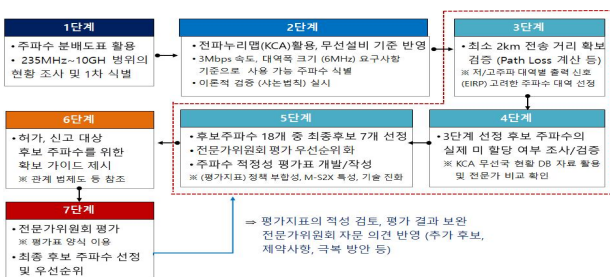 1단계
• 주파수 분배도표 활용
• 235MHz~10GH 범위의
현황 조사 및 1차 식별
2단계
• 전파누리맵(KCA)활용, 무선설비 기준 반영
• 3Mbps 속도, 대역폭 크기 (6MHz) 요구사항
기준으로 사용 가능 주파수 식별
• 이론적 검증 (샤논법칙) 실시
3단계
• 최소 2km 전송 거리 확보
검증 (Path Loss 계산 등)
※ 저/고주파 대역별 출력 신호
(EIRP) 고려한 주파수 대역 선정
4단계
• 3단계 선정 후보 주파수의
실제 미 할당 여부 조사/검증
※ KCA 무선국 현황 DB 자료 활용
및 전문가 비교 확인
5단계
• 후보주파수 18개 중 최종후보 7개 선정
• 전문가위원회 평가 우선순위화
• 주파수 적정성 평가표 개발/작성
※ (평가지표) 정책 부합성, M-S2X 특성, 기술 진화
6단계
• 허가, 신고 대상
후보 주파수를 위한
확보 가이드 제시
※ 관계 법제도 등 참조
7단계
• 전문가위원회 평가
※ 평가표 양식 이용
• 최종 후보 주파수 선정
및 우선순위
⇒ 평가지표의 적성 검토, 평가 결과 보완
전문가위원회 자문 의견 반영 (추가 후보,
제약사항, 극복 방안 등)